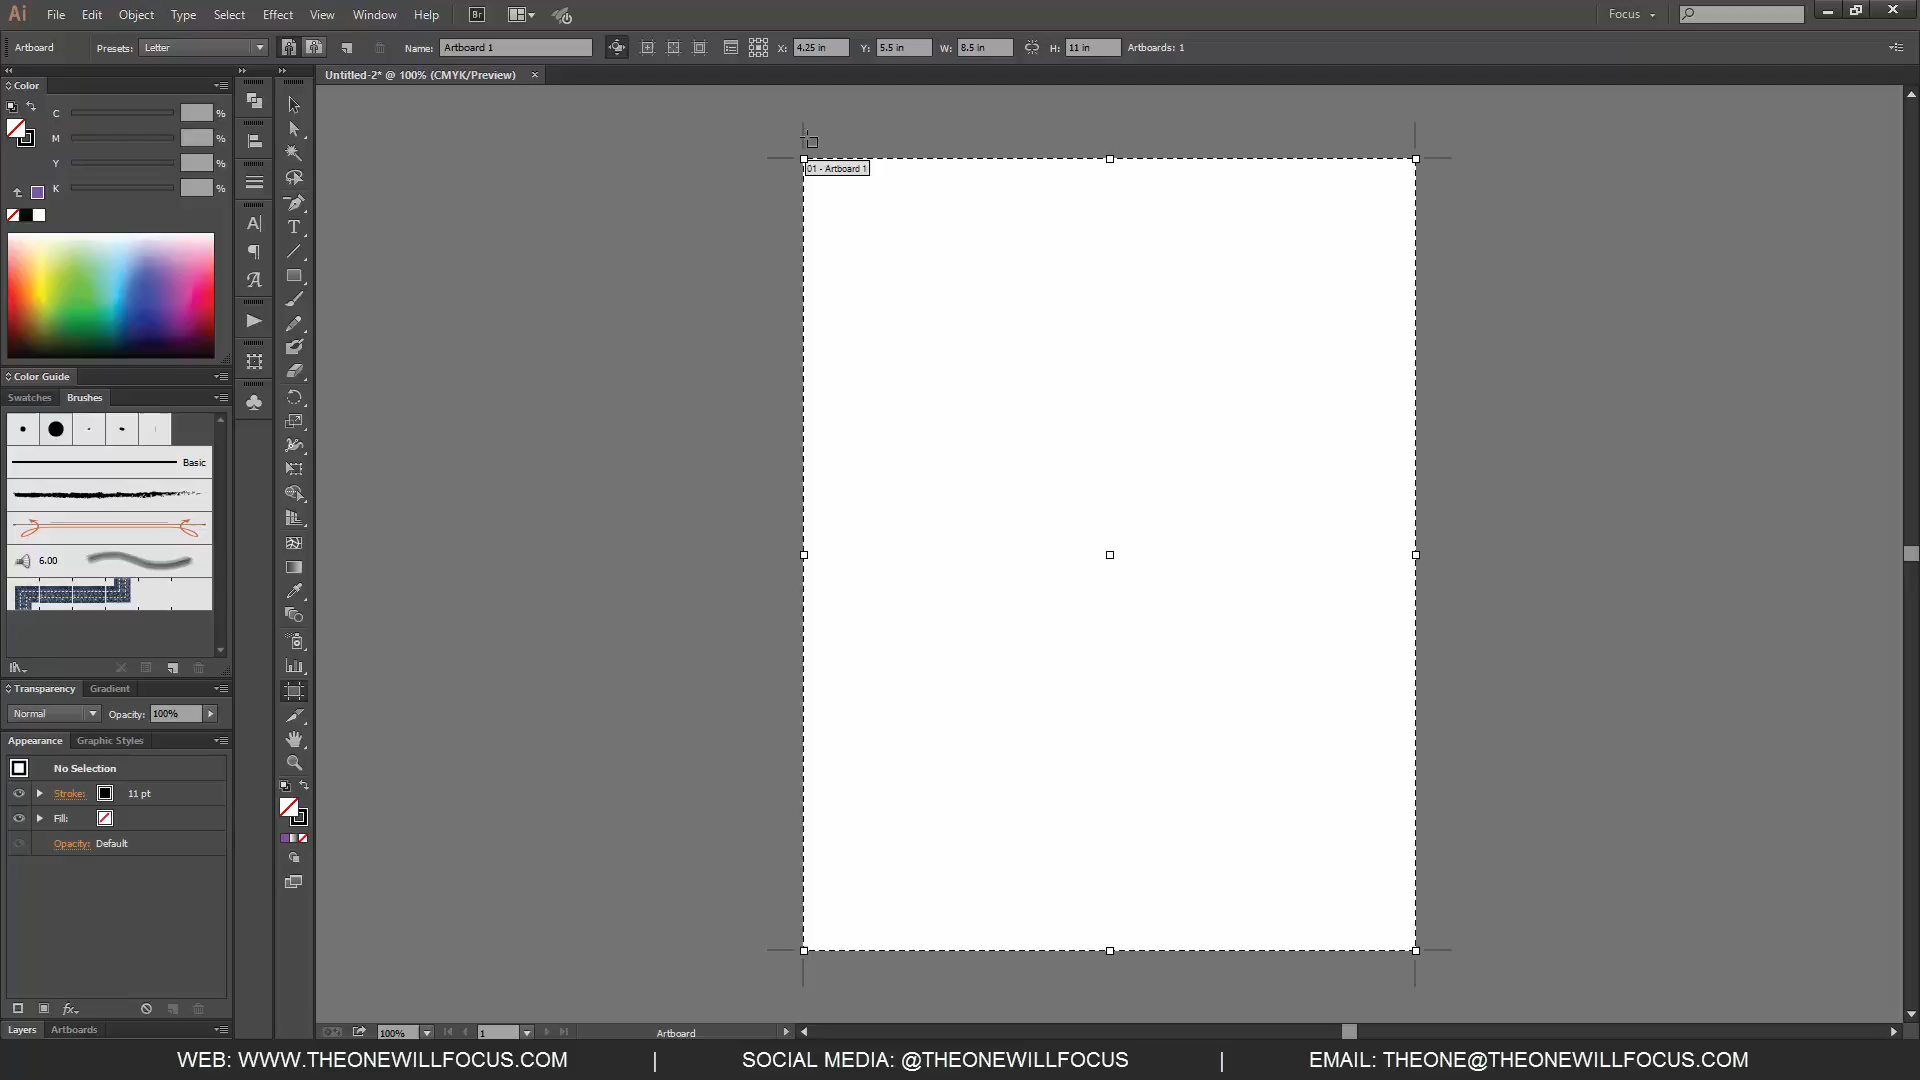 Ai File Edit Object Type Select Effect View Window Help Br Focus
Artboard Presets: Letter Name: Artboard 1 X: 4.25 in Y: 5.5 in W: 8.5 in H: 11 in Artboards: 1
Untitled-2* @ 100% (CMYK/Preview)
Color
C %
M %
Y %
K %
01 - Artboard 1
Color Guide
Swatches Brushes
Basic
6.00
Transparency Gradient
Normal Opacity: 100%
Appearance Graphic Styles
No Selection
Stroke: 11 pt
Fill:
Opacity: Default
fx
Layers Artboards
100% 1 Artboard
WEB: WWW.THEONEWILLFOCUS.COM | SOCIAL MEDIA: @THEONEWILLFOCUS | EMAIL: THEONE@THEONEWILLFOCUS.COM